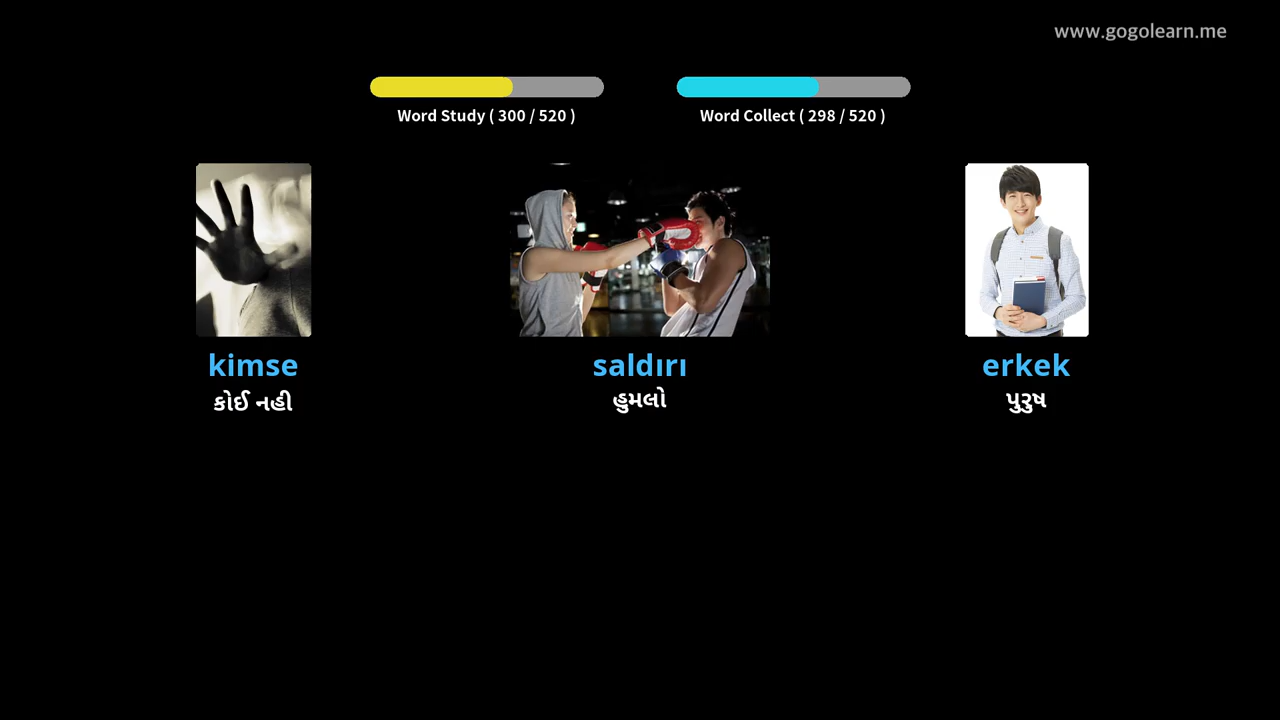 www.gogolearn.me
Word Study ( 300 / 520 )
Word Collect ( 298 / 520 )
kimse
કોઈ નહી
saldırı
હુમલો
erkek
પુરુષ